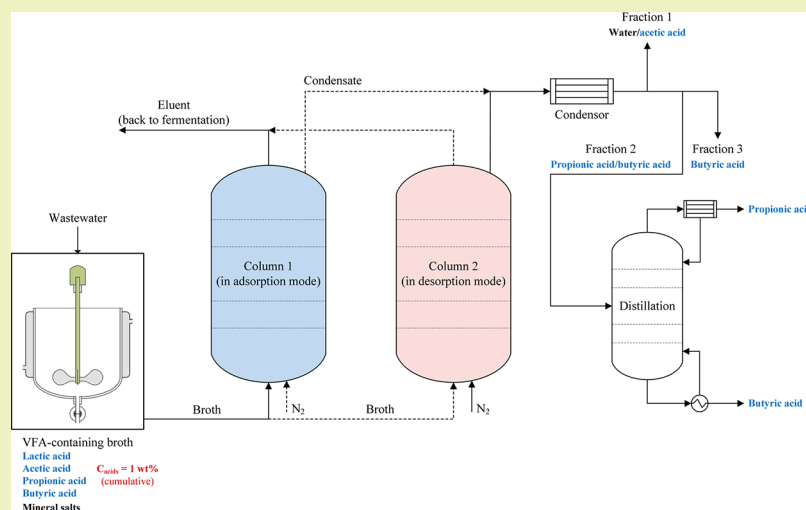 Fraction 1
Water/acetic acid
Condensate
Eluent
(back to fermentation)
Condensor
Fraction 2
Propionic acid/butyric acid
Fraction 3
Butyric acid
Wastewater
Column 1
(in adsorption mode)
Column 2
(in desorption mode)
Propionic acid
Distillation
Butyric acid
Broth
N2
Broth
N2
VFA-containing broth
Lactic acid
Acetic acid
Propionic acid
Butyric acid
Cacids = 1 wt%
(cumulative)
Mineral salts